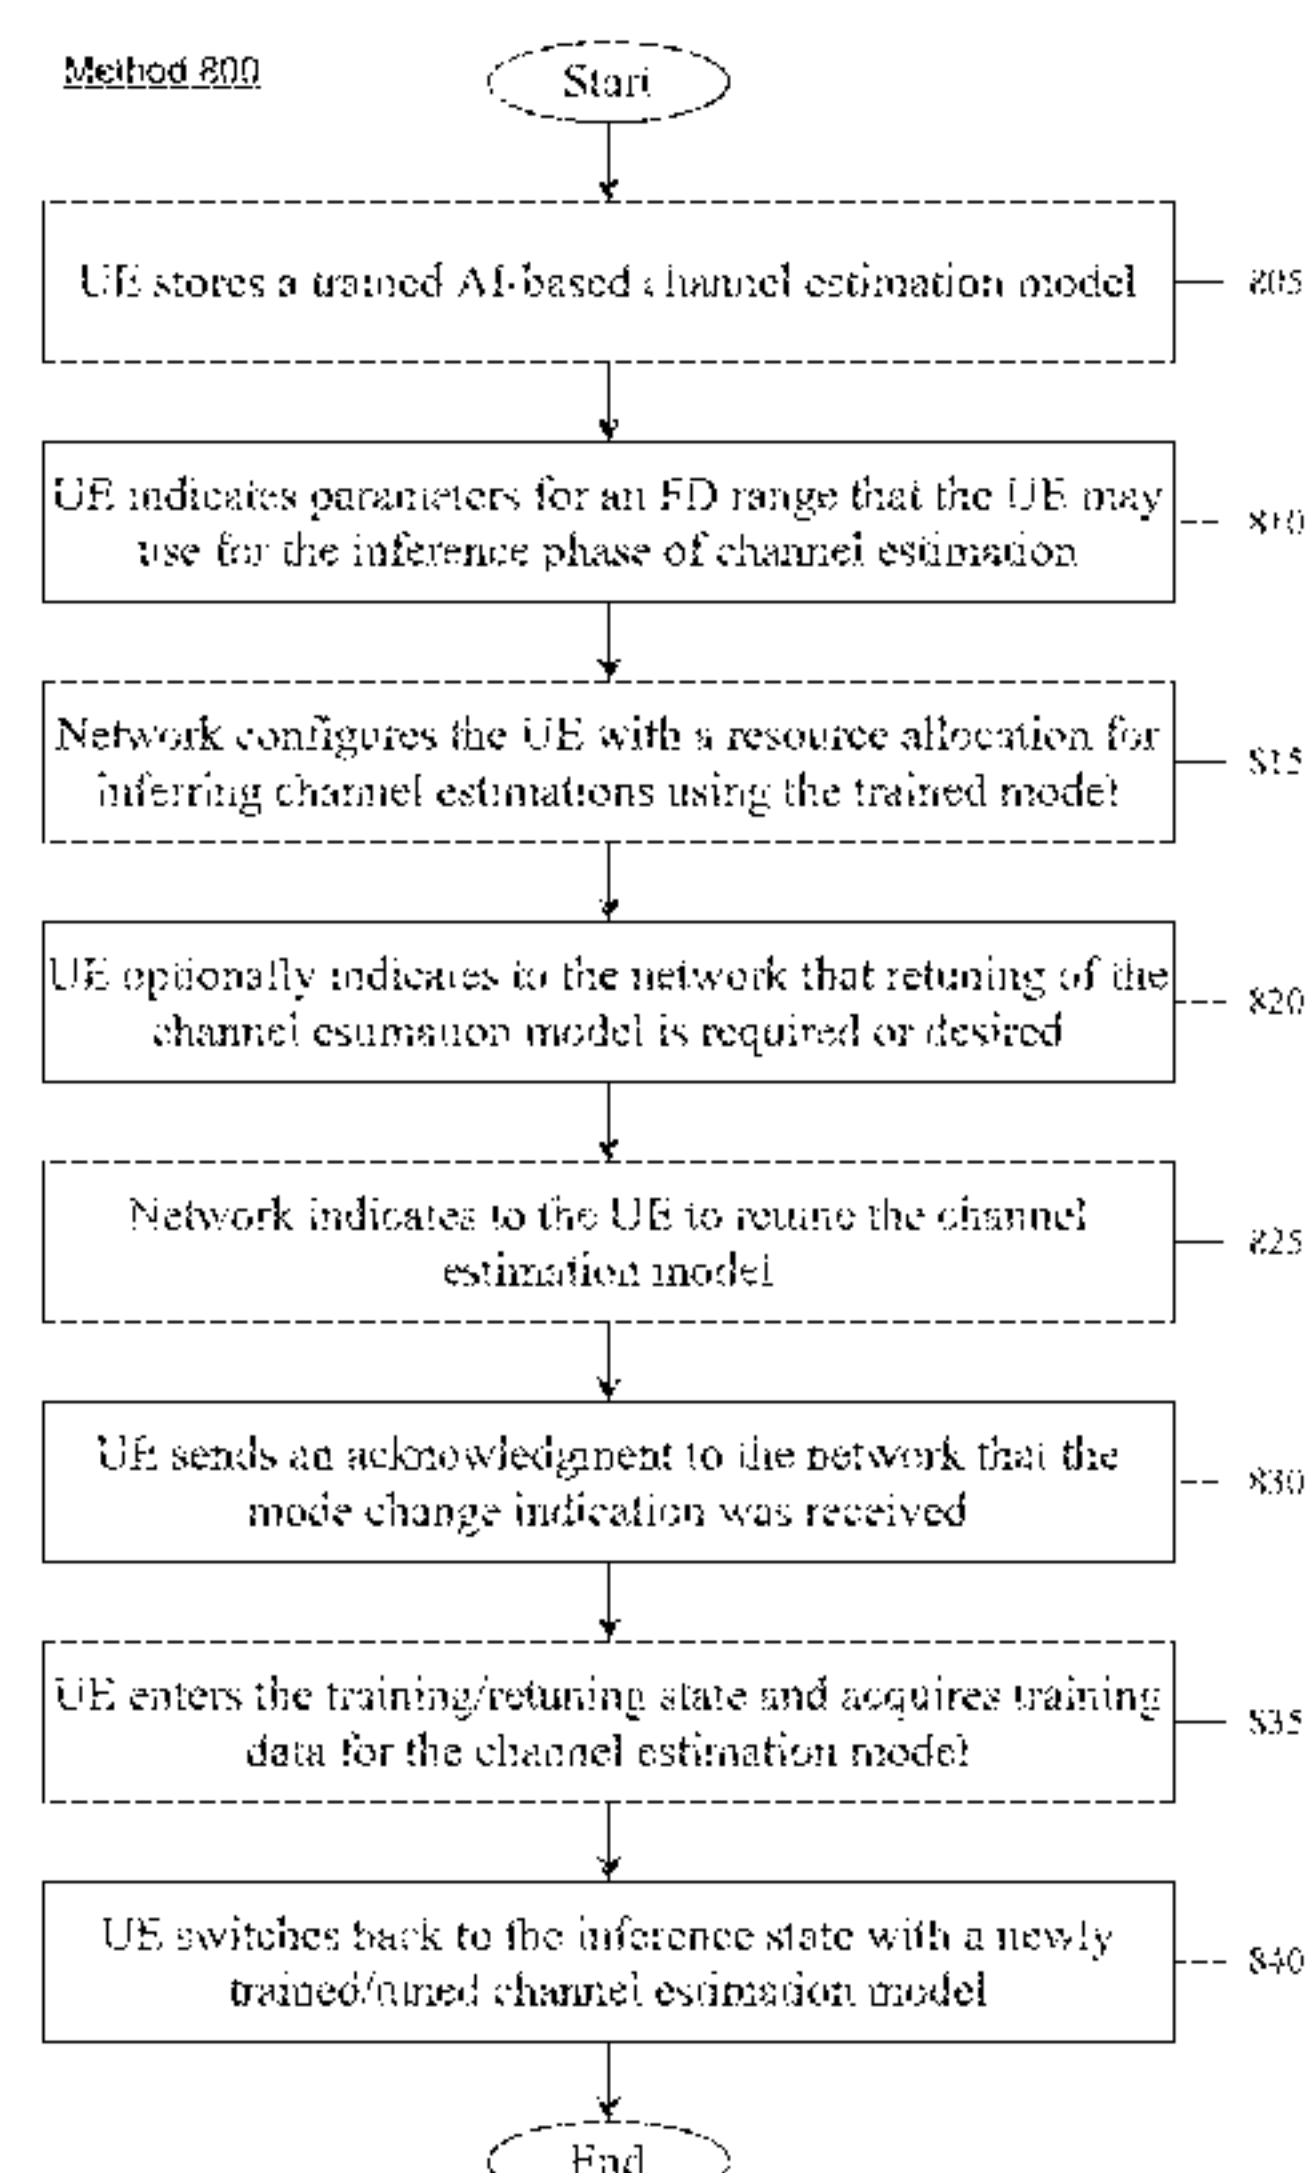 Method 800
Start
UE stores a trained AI-based channel estimation model
805
UE indicates parameters for an FD range that the UE may
use for the inference phase of channel estimation
810
Network configures the UE with a resource allocation for
inferring channel estimations using the trained model
815
UE optionally indicates to the network that retuning of the
channel estimation model is required or desired
820
Network indicates to the UE to retune the channel
estimation model
825
UE sends an acknowledgment to the network that the
mode change indication was received
830
UE enters the training/retuning state and acquires training
data for the channel estimation model
835
UE switches back to the inference state with a newly
trained/tuned channel estimation model
840
End